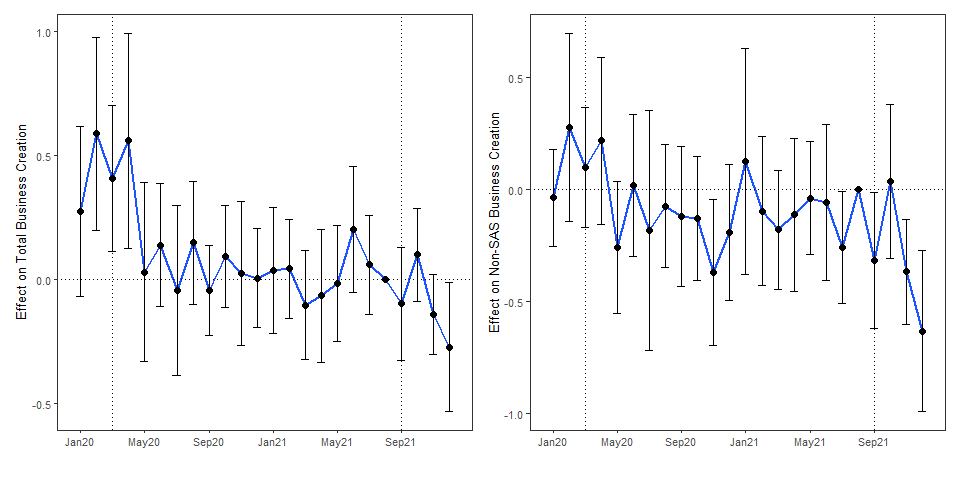 Effect on Total Business Creation
1.0
0.5
0.0
-0.5
Jan20 May20 Sep20 Jan21 May21 Sep21
Effect on Non-SAS Business Creation
0.5
0.0
-0.5
-1.0
Jan20 May20 Sep20 Jan21 May21 Sep21